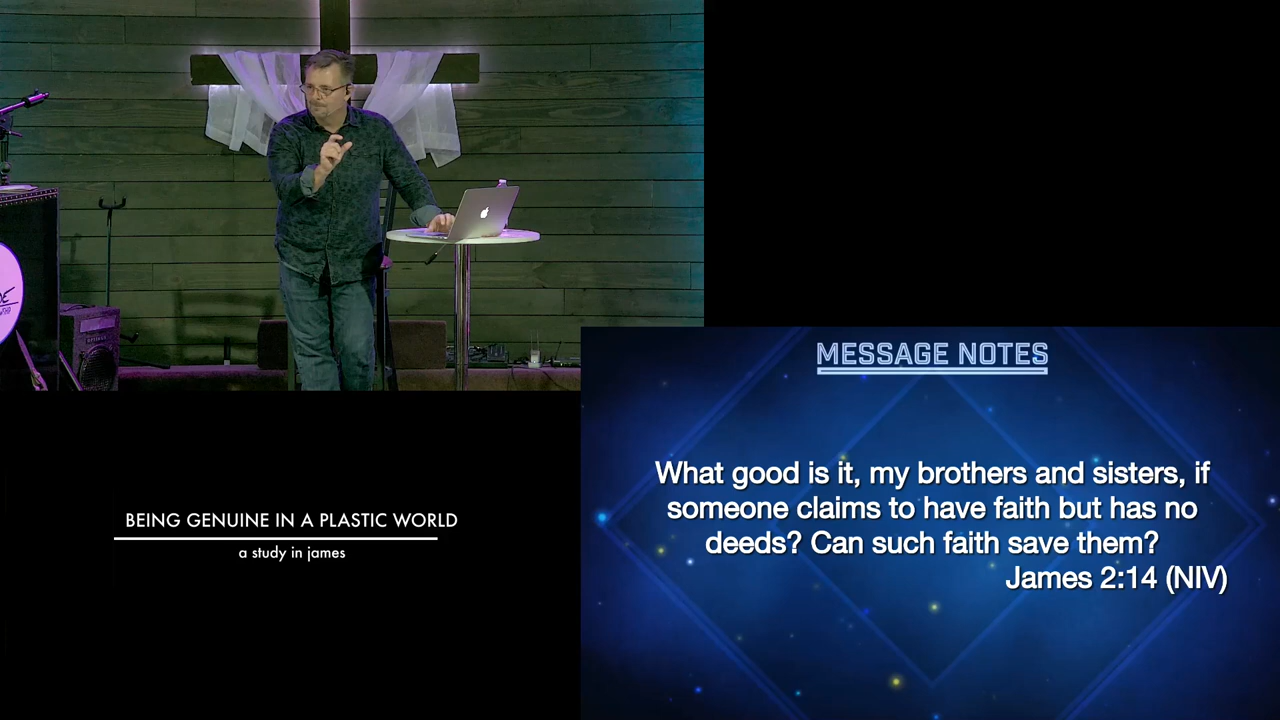 MESSAGE NOTES
What good is it, my brothers and sisters, if
someone claims to have faith but has no
deeds? Can such faith save them?
James 2:14 (NIV)
BEING GENUINE IN A PLASTIC WORLD
a study in james